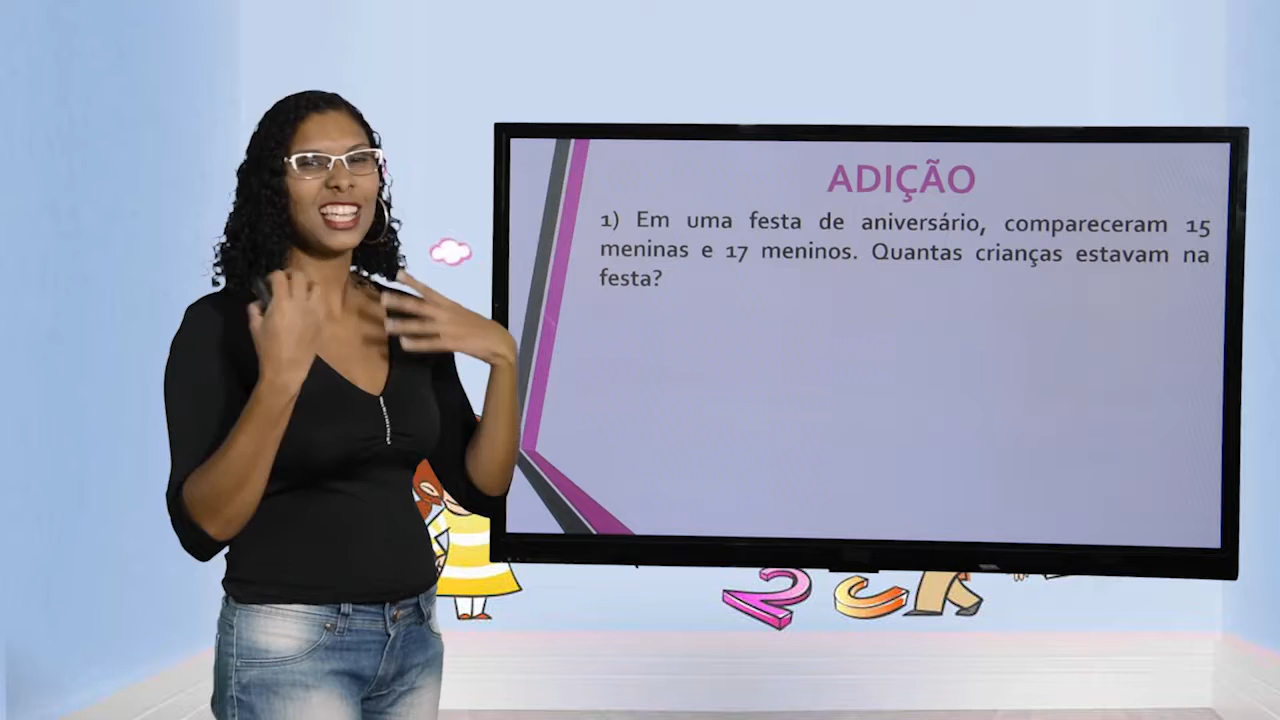 ADIÇÃO
1) Em uma festa de aniversário, compareceram 15
meninas e 17 meninos. Quantas crianças estavam na
festa?